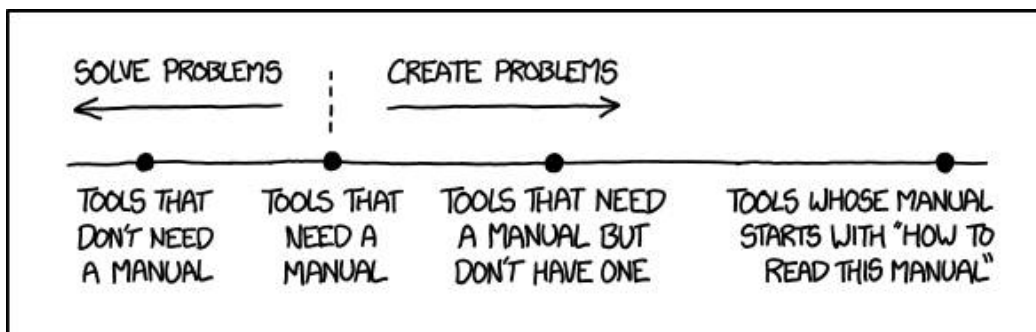 SOLVE PROBLEMS
CREATE PROBLEMS
TOOLS THAT
DON'T NEED
A MANUAL
TOOLS THAT
NEED A
MANUAL
TOOLS THAT NEED
A MANUAL BUT
DON'T HAVE ONE
TOOLS WHOSE MANUAL
STARTS WITH "HOW TO
READ THIS MANUAL"